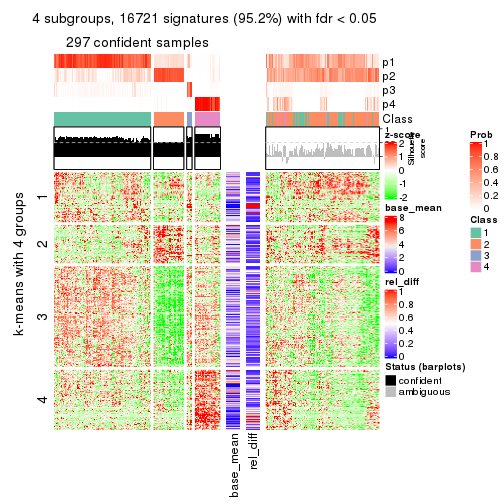 4 subgroups, 16721 signatures (95.2%) with fdr < 0.05
297 confident samples
p1
p2
p3
p4
Class
1
Silhouette
score
z-score
2
1
0
-1
-2
base_mean
8
6
4
2
0
rel_diff
1
0.8
0.6
0.4
0.2
0
Status (barplots)
confident
ambiguous
Prob
1
0.8
0.6
0.4
0.2
0
Class
1
2
3
4
k-means with 4 groups
1
2
3
4
base_mean
rel_diff